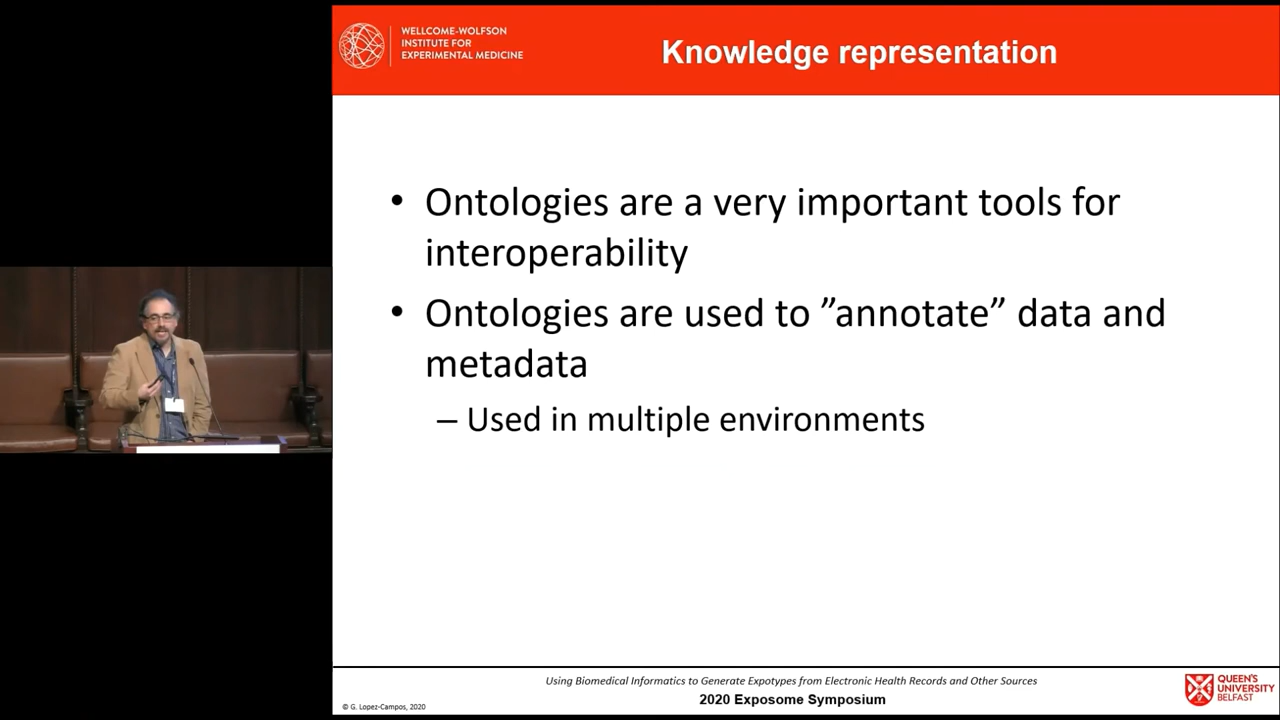 WELLCOME-WOLFSON
INSTITUTE FOR
EXPERIMENTAL MEDICINE
Knowledge representation
• Ontologies are a very important tools for
interoperability
• Ontologies are used to ”annotate” data and
metadata
– Used in multiple environments
Using Biomedical Informatics to Generate Expotypes from Electronic Health Records and Other Sources
2020 Exposome Symposium
© G. Lopez-Campos, 2020
QUEEN'S
UNIVERSITY
BELFAST